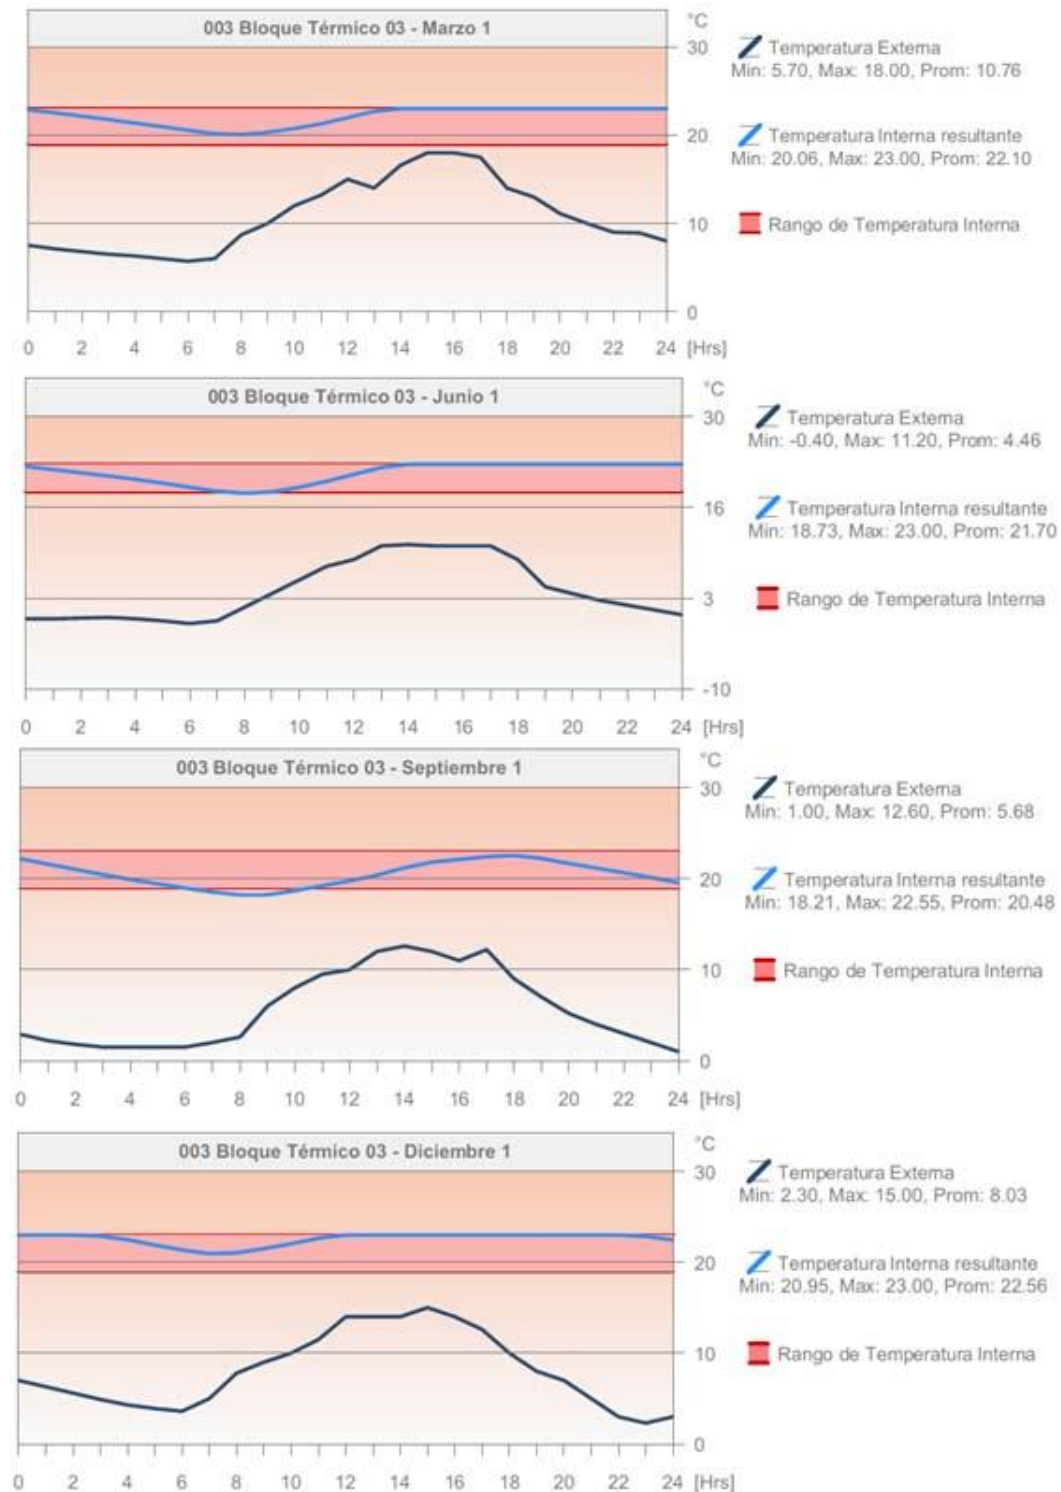 003 Bloque Térmico 03 - Marzo 1
°C
30
20
10
0
0 2 4 6 8 10 12 14 16 18 20 22 24 [Hrs]
Temperatura Externa
Min: 5.70, Max: 18.00, Prom: 10.76
Temperatura Interna resultante
Min: 20.06, Max: 23.00, Prom: 22.10
Rango de Temperatura Interna
003 Bloque Térmico 03 - Junio 1
°C
30
16
3
-10
0 2 4 6 8 10 12 14 16 18 20 22 24 [Hrs]
Temperatura Externa
Min: -0.40, Max: 11.20, Prom: 4.46
Temperatura Interna resultante
Min: 18.73, Max: 23.00, Prom: 21.70
Rango de Temperatura Interna
003 Bloque Térmico 03 - Septiembre 1
°C
30
20
10
0
0 2 4 6 8 10 12 14 16 18 20 22 24 [Hrs]
Temperatura Externa
Min: 1.00, Max: 12.60, Prom: 5.68
Temperatura Interna resultante
Min: 18.21, Max: 22.55, Prom: 20.48
Rango de Temperatura Interna
003 Bloque Térmico 03 - Diciembre 1
°C
30
20
10
0
0 2 4 6 8 10 12 14 16 18 20 22 24 [Hrs]
Temperatura Externa
Min: 2.30, Max: 15.00, Prom: 8.03
Temperatura Interna resultante
Min: 20.95, Max: 23.00, Prom: 22.56
Rango de Temperatura Interna